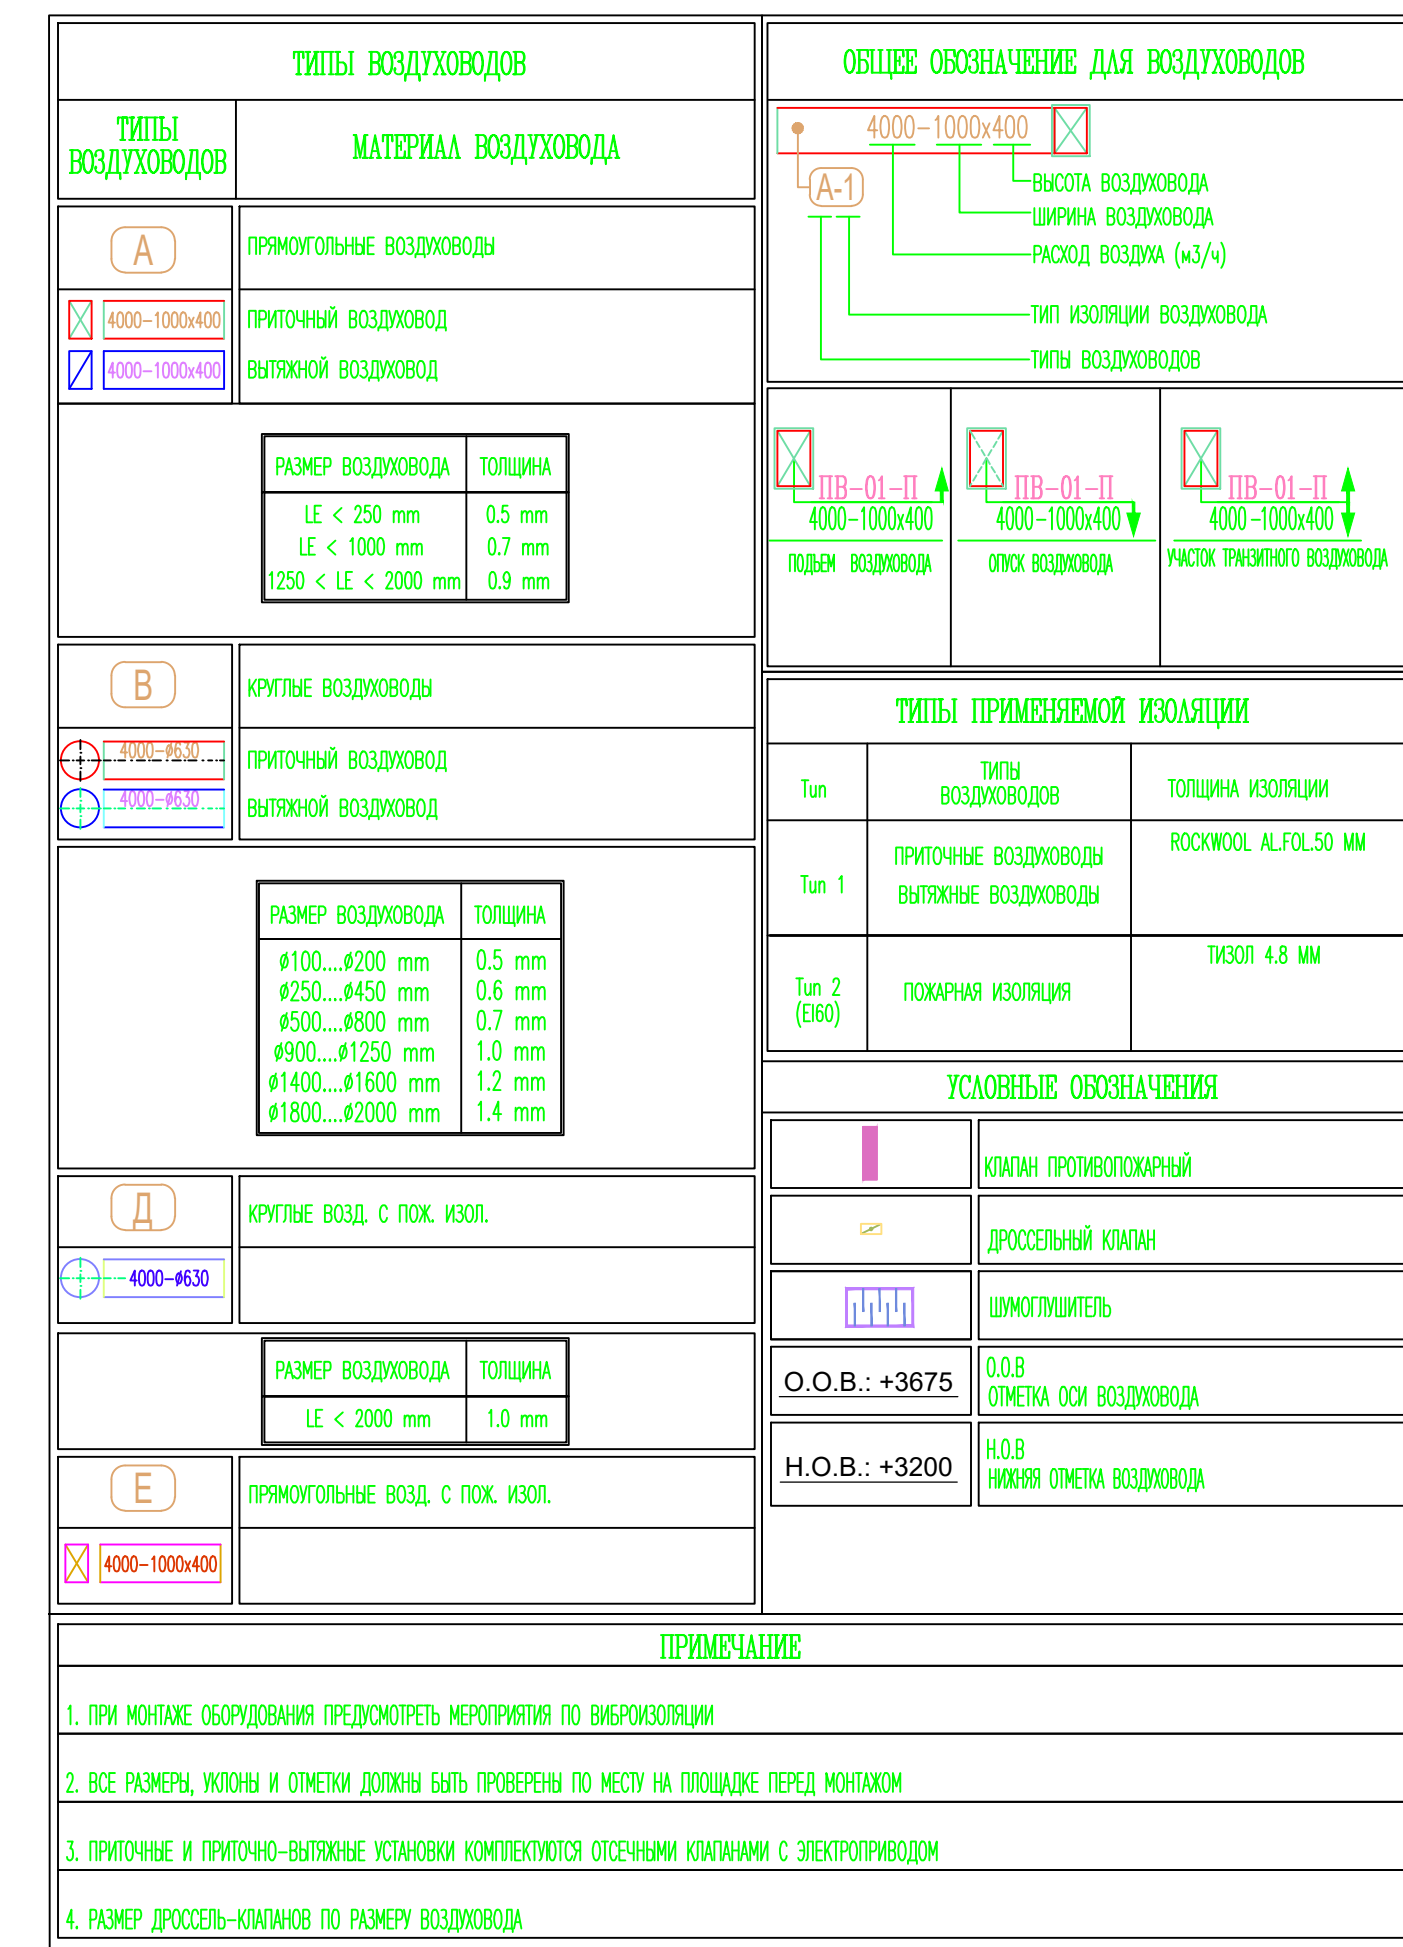 ТИПЫ ВОЗДУХОВОДОВ
ТИПЫ
ВОЗДУХОВОДОВ
МАТЕРИАЛ ВОЗДУХОВОДА
А
ПРЯМОУГОЛЬНЫЕ ВОЗДУХОВОДЫ
4000-1000x400
ПРИТОЧНЫЙ ВОЗДУХОВОД
4000-1000x400
ВЫТЯЖНОЙ ВОЗДУХОВОД
РАЗМЕР ВОЗДУХОВОДА ТОЛЩИНА
LE < 250 mm 0.5 mm
LE < 1000 mm 0.7 mm
1250 < LE < 2000 mm 0.9 mm
В
КРУГЛЫЕ ВОЗДУХОВОДЫ
4000-ø630
ПРИТОЧНЫЙ ВОЗДУХОВОД
4000-ø630
ВЫТЯЖНОЙ ВОЗДУХОВОД
РАЗМЕР ВОЗДУХОВОДА ТОЛЩИНА
ø100....ø200 mm 0.5 mm
ø250....ø450 mm 0.6 mm
ø500....ø800 mm 0.7 mm
ø900....ø1250 mm 1.0 mm
ø1400....ø1600 mm 1.2 mm
ø1800....ø2000 mm 1.4 mm
Д
КРУГЛЫЕ ВОЗД. С ПОЖ. ИЗОЛ.
4000-ø630
РАЗМЕР ВОЗДУХОВОДА ТОЛЩИНА
LE < 2000 mm 1.0 mm
Е
ПРЯМОУГОЛЬНЫЕ ВОЗД. С ПОЖ. ИЗОЛ.
4000-1000x400
ОБЩЕЕ ОБОЗНАЧЕНИЕ ДЛЯ ВОЗДУХОВОДОВ
4000-1000x400
А-1
ВЫСОТА ВОЗДУХОВОДА
ШИРИНА ВОЗДУХОВОДА
РАСХОД ВОЗДУХА (м3/ч)
ТИП ИЗОЛЯЦИИ ВОЗДУХОВОДА
ТИПЫ ВОЗДУХОВОДОВ
ПВ-01-П
4000-1000x400
ПОДЬЕМ ВОЗДУХОВОДА
ПВ-01-П
4000-1000x400
ОПУСК ВОЗДУХОВОДА
ПВ-01-П
4000-1000x400
УЧАСТОК ТРАНЗИТНОГО ВОЗДУХОВОДА
ТИПЫ ПРИМЕНЯЕМОЙ ИЗОЛЯЦИИ
Тип
ТИПЫ
ВОЗДУХОВОДОВ
ТОЛЩИНА ИЗОЛЯЦИИ
Тип 1
ПРИТОЧНЫЕ ВОЗДУХОВОДЫ
ВЫТЯЖНЫЕ ВОЗДУХОВОДЫ
ROCKWOOL AL.FOL.50 MM
Тип 2
(EI60)
ПОЖАРНАЯ ИЗОЛЯЦИЯ
ТИЗОЛ 4.8 ММ
УСЛОВНЫЕ ОБОЗНАЧЕНИЯ
КЛАПАН ПРОТИВОПОЖАРНЫЙ
ДРОССЕЛЬНЫЙ КЛАПАН
ШУМОГЛУШИТЕЛЬ
О.О.В.: +3675
О.О.В
ОТМЕТКА ОСИ ВОЗДУХОВОДА
Н.О.В.: +3200
Н.О.В
НИЖНЯЯ ОТМЕТКА ВОЗДУХОВОДА
ПРИМЕЧАНИЕ
1. ПРИ МОНТАЖЕ ОБОРУДОВАНИЯ ПРЕДУСМОТРЕТЬ МЕРОПРИЯТИЯ ПО ВИБРОИЗОЛЯЦИИ
2. ВСЕ РАЗМЕРЫ, УКЛОНЫ И ОТМЕТКИ ДОЛЖНЫ БЫТЬ ПРОВЕРЕНЫ ПО МЕСТУ НА ПЛОЩАДКЕ ПЕРЕД МОНТАЖОМ
3. ПРИТОЧНЫЕ И ПРИТОЧНО-ВЫТЯЖНЫЕ УСТАНОВКИ КОМПЛЕКТУЮТСЯ ОТСЕЧНЫМИ КЛАПАНАМИ С ЭЛЕКТРОПРИВОДОМ
4. РАЗМЕР ДРОССЕЛЬ-КЛАПАНОВ ПО РАЗМЕРУ ВОЗДУХОВОДА